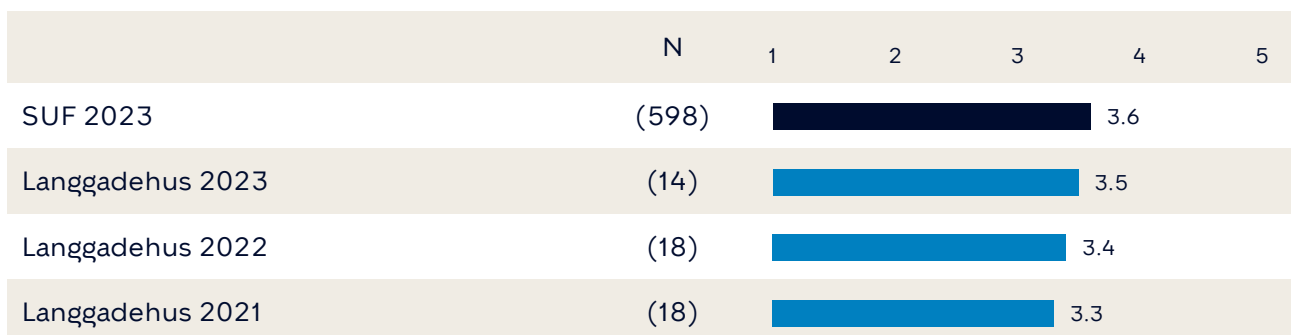 N 1 2 3 4 5
SUF 2023 (598) 3.6
Langgadehus 2023 (14) 3.5
Langgadehus 2022 (18) 3.4
Langgadehus 2021 (18) 3.3